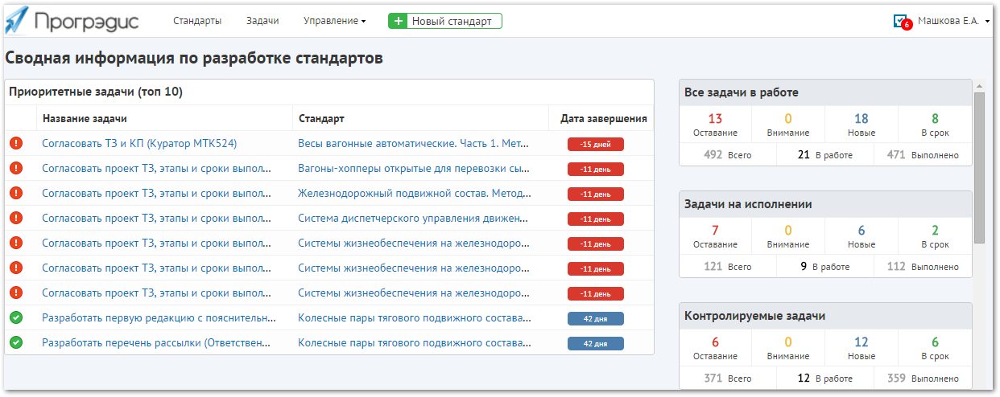 Прогрэдис Стандарты Задачи Управление Новый стандарт 6 Машкова Е.А.
Сводная информация по разработке стандартов
Приоритетные задачи (топ 10)
Название задачи Стандарт Дата завершения
Согласовать ТЗ и КП (Куратор МТК524) Весы вагонные автоматические. Часть 1. Мет... -15 дней
Согласовать проект ТЗ, этапы и сроки выпол... Вагоны-хопперы открытые для перевозки сы... -11 день
Согласовать проект ТЗ, этапы и сроки выпол... Железнодорожный подвижной состав. Метод... -11 день
Согласовать проект ТЗ, этапы и сроки выпол... Система диспетчерского управления движен... -11 день
Согласовать проект ТЗ, этапы и сроки выпол... Системы жизнеобеспечения на железнодоро... -11 день
Согласовать проект ТЗ, этапы и сроки выпол... Системы жизнеобеспечения на железнодоро... -11 день
Согласовать проект ТЗ, этапы и сроки выпол... Системы жизнеобеспечения на железнодоро... -11 день
Разработать первую редакцию с пояснительн... Колесные пары тягового подвижного состава... 42 дня
Разработать перечень рассылки (Ответствен... Колесные пары тягового подвижного состава... 42 дня
Все задачи в работе
13 0 18 8
Оставание Внимание Новые В срок
492 Всего 21 В работе 471 Выполнено
Задачи на исполнении
7 0 6 2
Оставание Внимание Новые В срок
121 Всего 9 В работе 112 Выполнено
Контролируемые задачи
6 0 12 6
Оставание Внимание Новые В срок
371 Всего 12 В работе 359 Выполнено